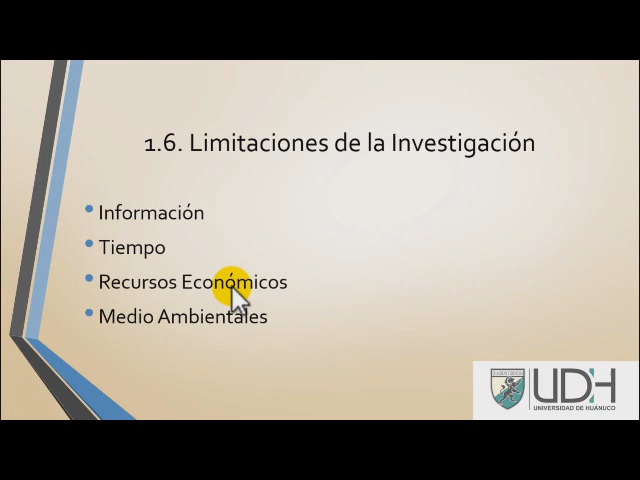 1.6. Limitaciones de la Investigación
Información
Tiempo
Recursos Económicos
Medio Ambientales
UDH
UNIVERSIDAD DE HUÁNUCO